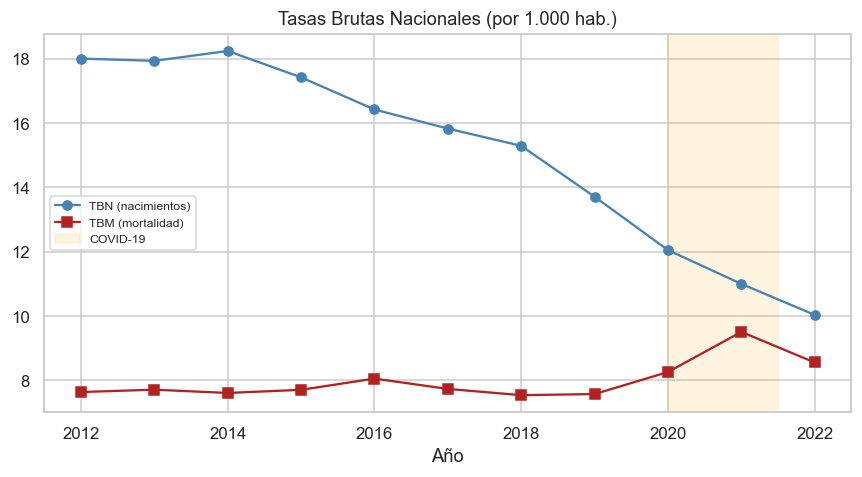 Tasas Brutas Nacionales (por 1.000 hab.)
18
16
14
12
10
8
TBN (nacimientos)
TBM (mortalidad)
COVID-19
2012
2014
2016
2018
2020
2022
Año